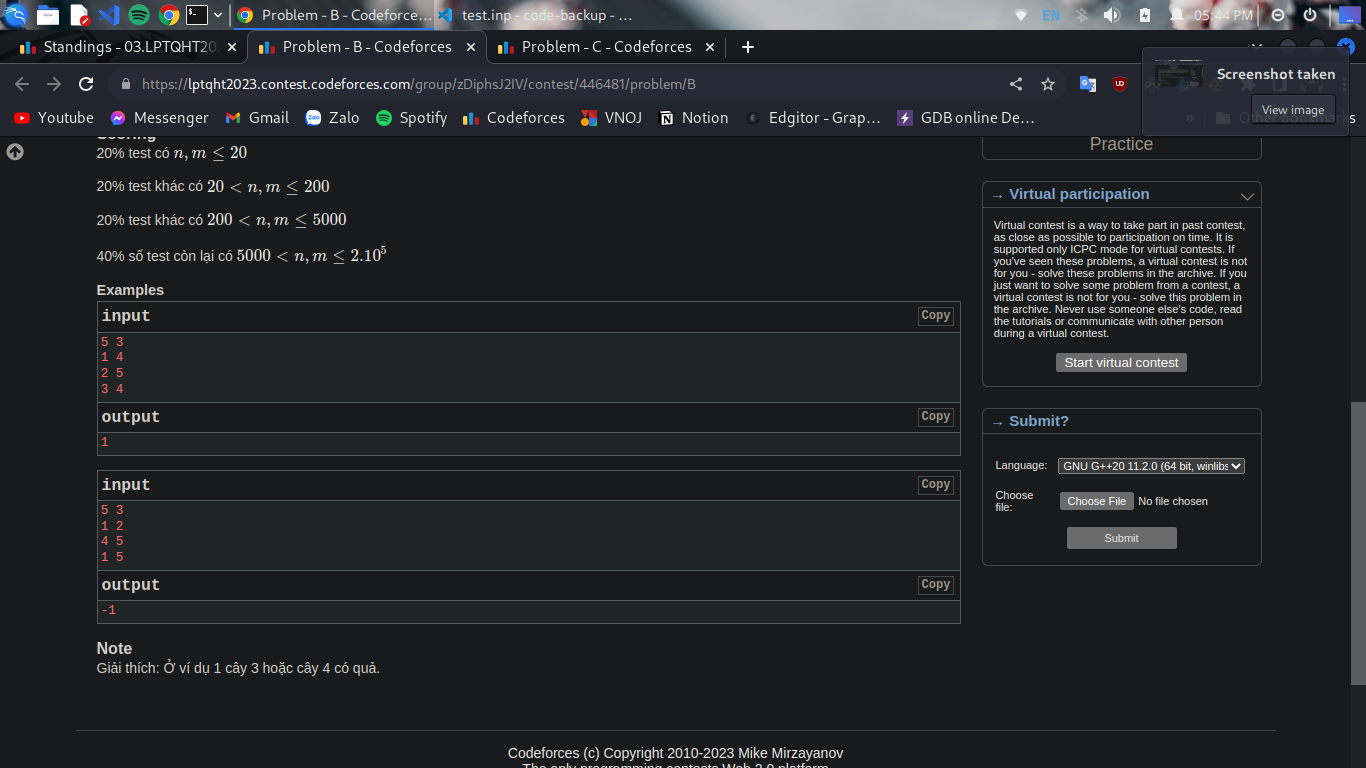 Problem - B - Codeforce...
test.inp - code-backup - ...
EN
05:44 PM
Standings - 03.LPTQHT20
Problem - B - Codeforces
Problem - C - Codeforces
https://lptqht2023.contest.codeforces.com/group/zDiphsJ2IV/contest/446481/problem/B
Screenshot taken
View image
Youtube
Messenger
Gmail
Zalo
Spotify
Codeforces
VNOJ
Notion
Edgitor - Grap...
GDB online De...
Other bookmarks
Scoring
20% test có n, m ≤ 20
20% test khác có 20 < n, m ≤ 200
20% test khác có 200 < n, m ≤ 5000
40% số test còn lại có 5000 < n, m ≤ 2.10⁵
Examples
input
Copy
5 3
1 4
2 5
3 4
output
Copy
1
input
Copy
5 3
1 2
4 5
1 5
output
Copy
-1
Note
Giải thích: Ở ví dụ 1 cây 3 hoặc cây 4 có quả.
Practice
→ Virtual participation
Virtual contest is a way to take part in past contest,
as close as possible to participation on time. It is
supported only ICPC mode for virtual contests. If
you've seen these problems, a virtual contest is not
for you - solve these problems in the archive. If you
just want to solve some problem from a contest, a
virtual contest is not for you - solve this problem in
the archive. Never use someone else's code, read
the tutorials or communicate with other person
during a virtual contest.
Start virtual contest
→ Submit?
Language:
GNU G++20 11.2.0 (64 bit, winlibs
Choose
file:
Choose File
No file chosen
Submit
Codeforces (c) Copyright 2010-2023 Mike Mirzayanov
The only programming contests Web 2.0 platform